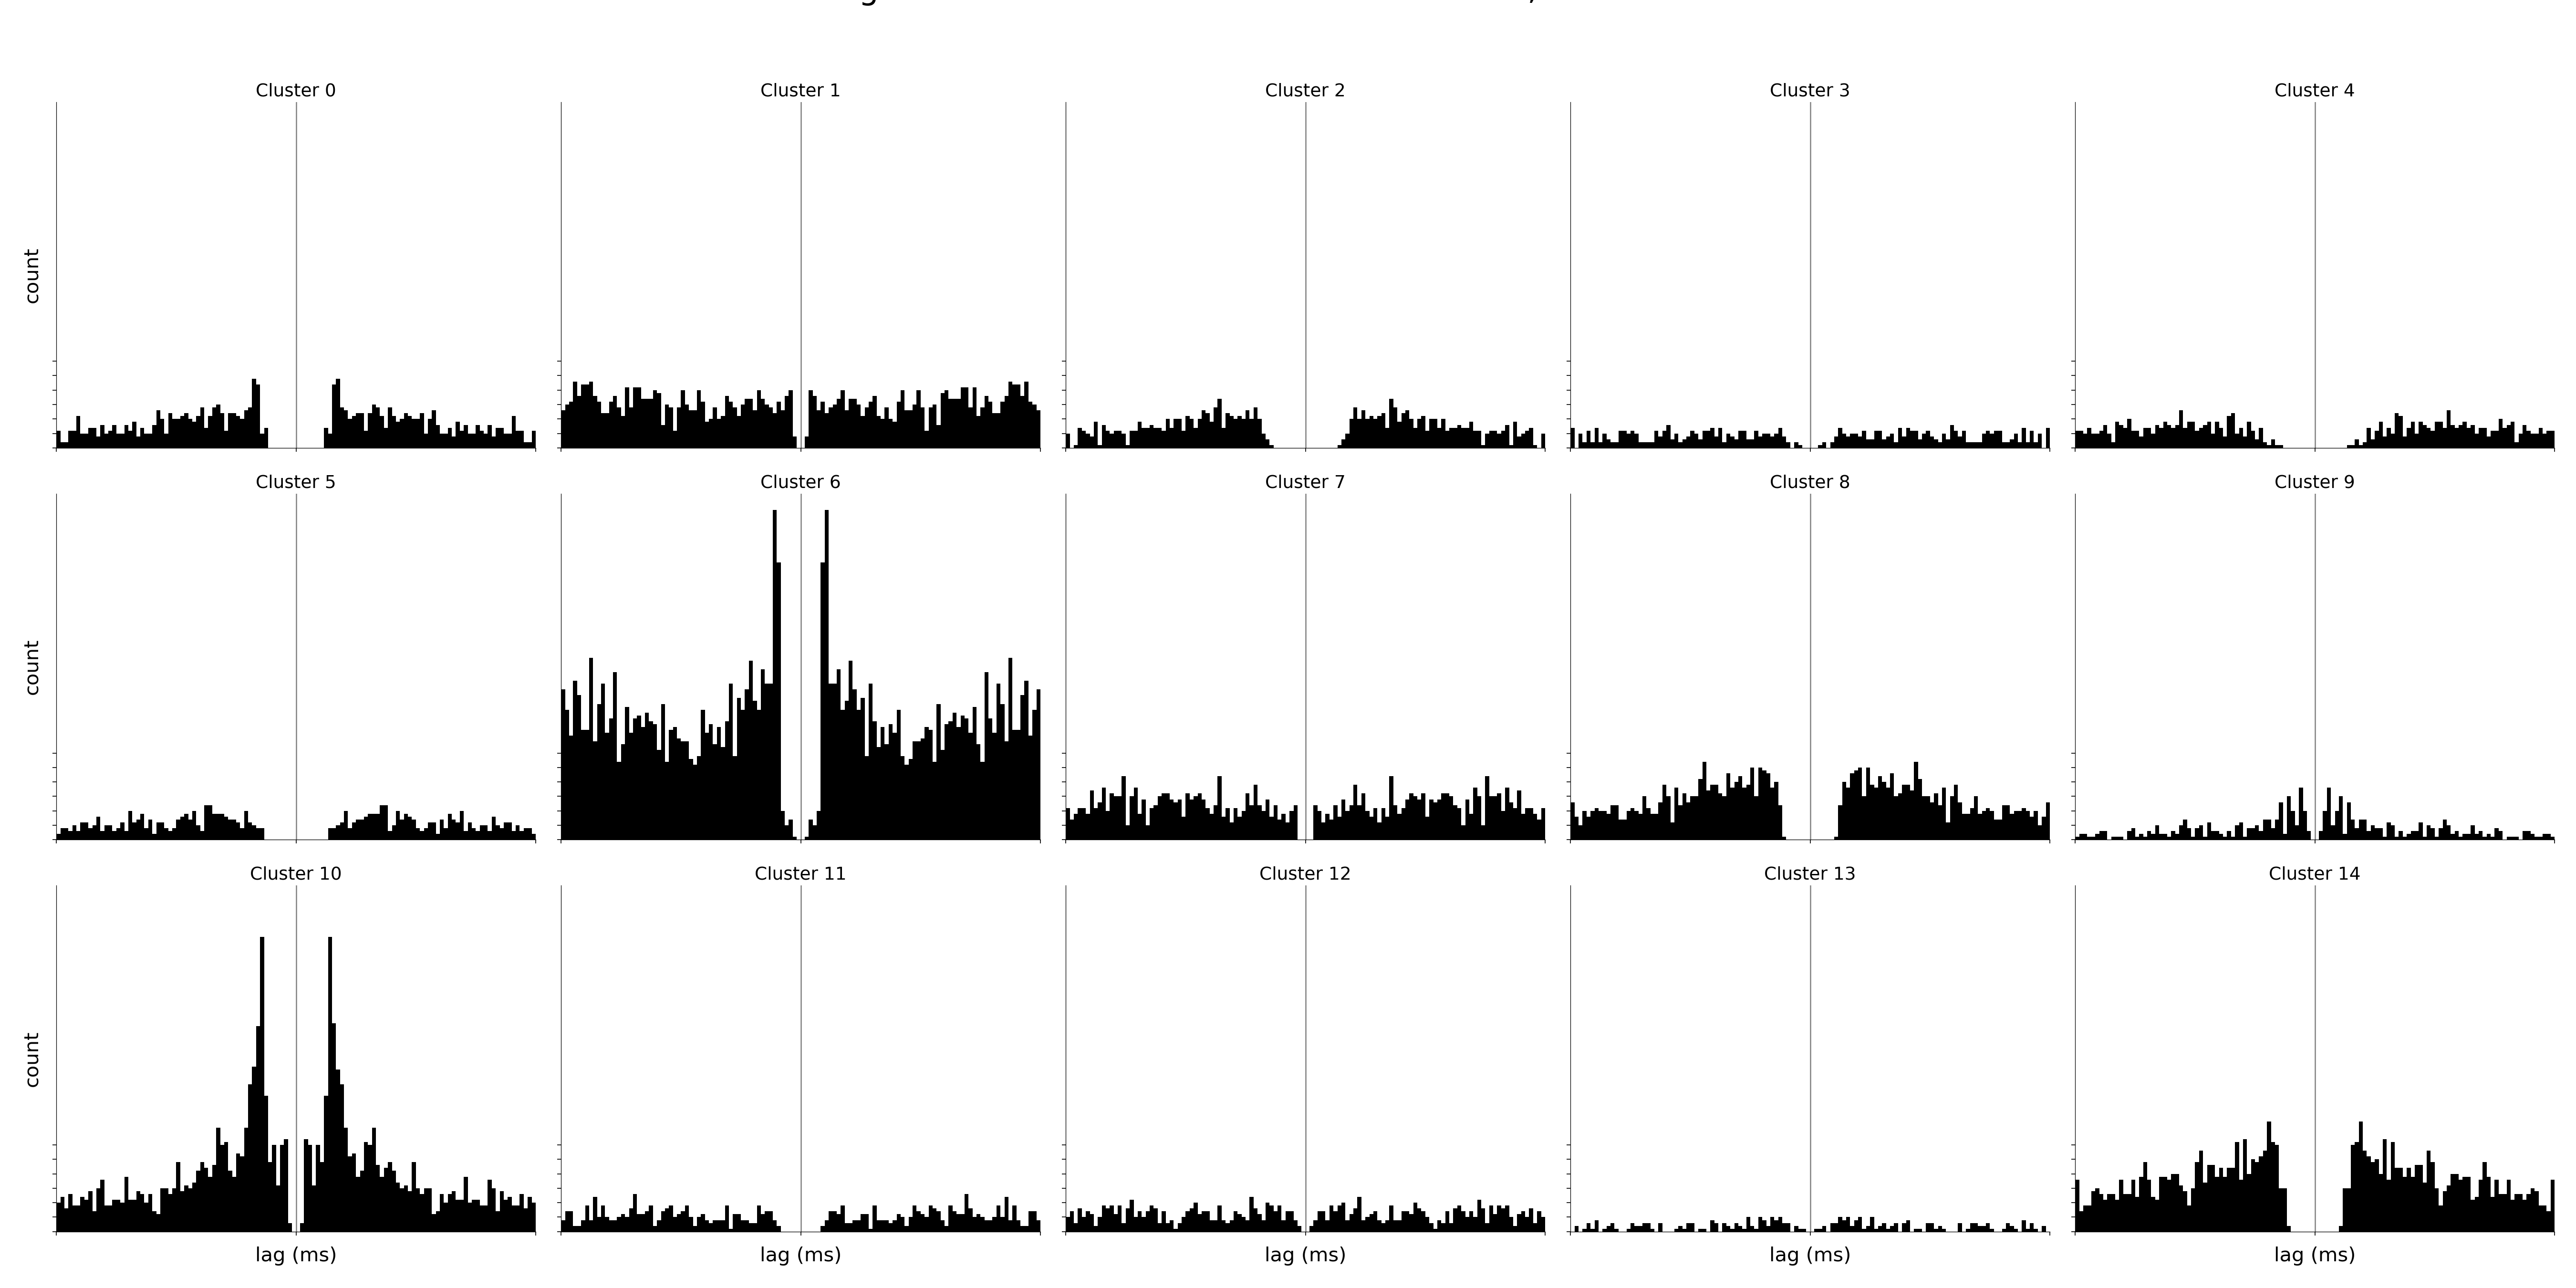 Cluster 0
Cluster 1
Cluster 2
Cluster 3
Cluster 4
count
Cluster 5
Cluster 6
Cluster 7
Cluster 8
Cluster 9
count
Cluster 10
Cluster 11
Cluster 12
Cluster 13
Cluster 14
count
lag (ms)
lag (ms)
lag (ms)
lag (ms)
lag (ms)